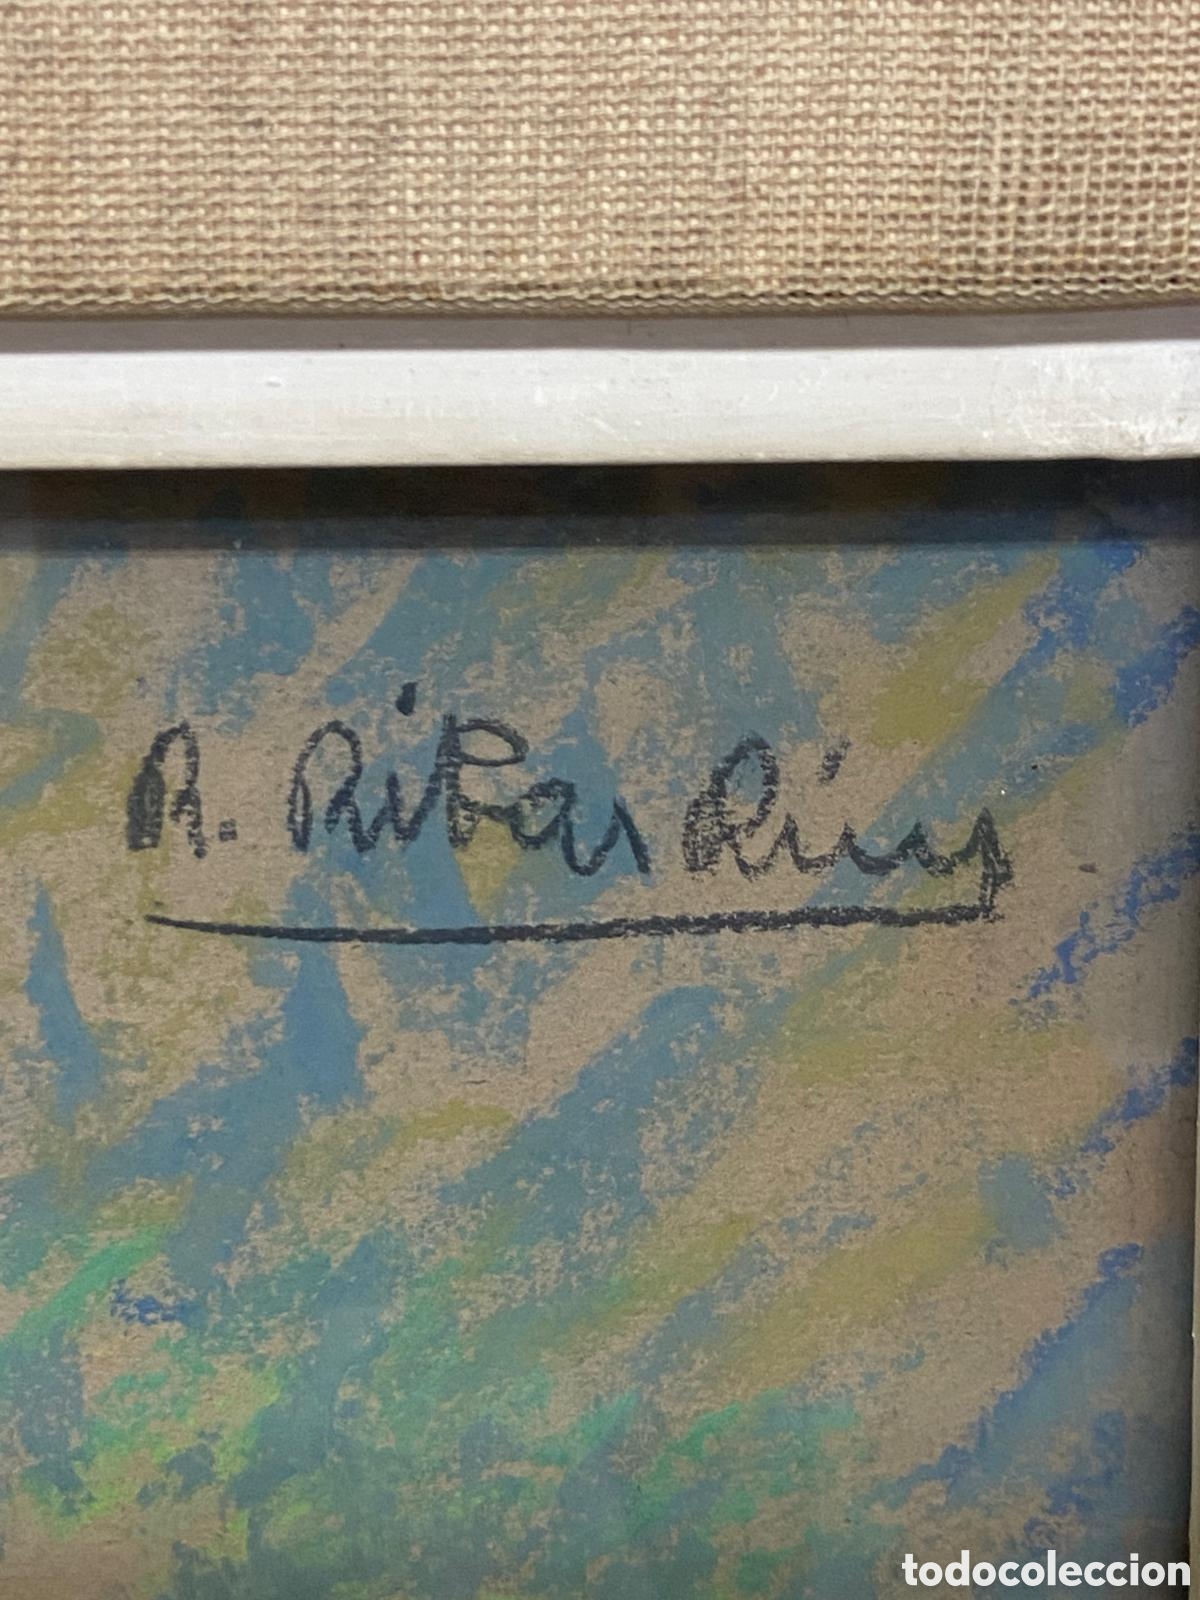 A. Ribas Rius
todocoleccion